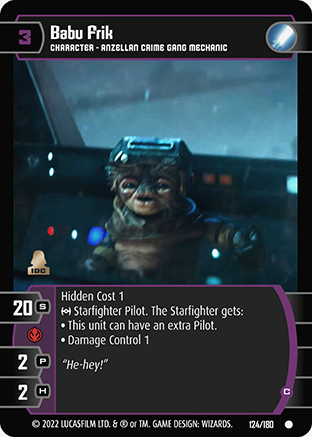 3
Babu Frik
CHARACTER - ANZELLAN CRIME GANG MECHANIC
IDC
20 S
2 P
2 H
Hidden Cost 1
Starfighter Pilot. The Starfighter gets:
• This unit can have an extra Pilot.
• Damage Control 1
"He-hey!"
C
© 2022 LUCASFILM LTD. & ® or TM. GAME DESIGN: WIZARDS.
124/180